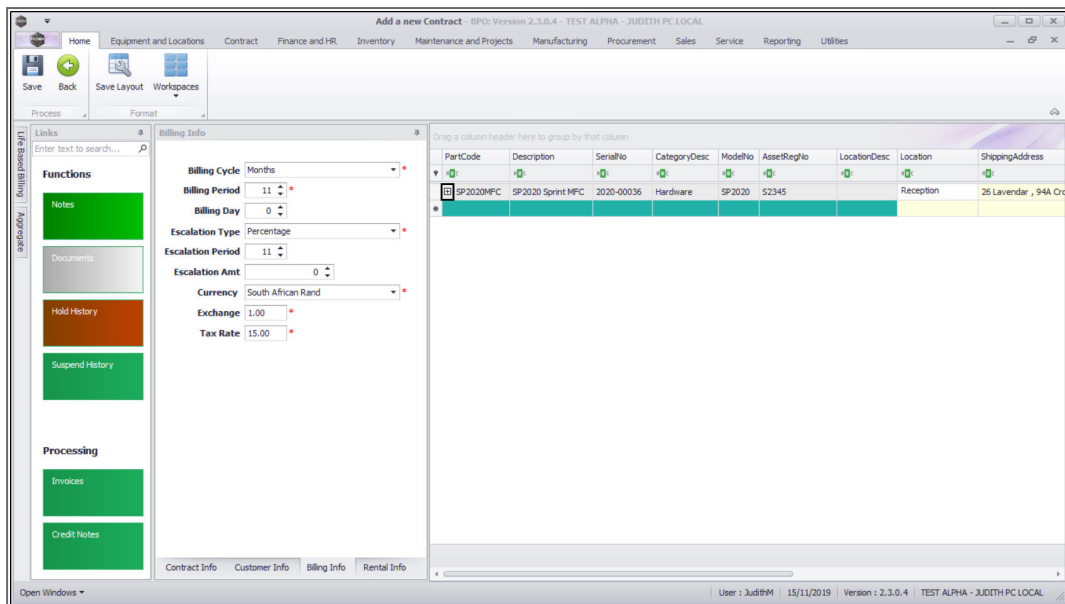 Add a new Contract - BPO: Version 2.3.0.4 - TEST ALPHA - JUDITH PC LOCAL
Home Equipment and Locations Contract Finance and HR Inventory Maintenance and Projects Manufacturing Procurement Sales Service Reporting Utilities
Save Back Save Layout Workspaces
Process Format
Life Based Billing
Aggregate
Links
Enter text to search...
Functions
Notes
Documents
Hold History
Suspend History
Processing
Invoices
Credit Notes
Billing Info
Billing Cycle Months *
Billing Period 11 *
Billing Day 0
Escalation Type Percentage *
Escalation Period 11
Escalation Amt 0
Currency South African Rand *
Exchange 1.00 *
Tax Rate 15.00 *
Contract Info Customer Info Billing Info Rental Info
Drag a column header here to group by that column
PartCode Description SerialNo CategoryDesc ModelNo AssetRegNo LocationDesc Location ShippingAddress
SP2020MFC SP2020 Sprint MFC 2020-00036 Hardware SP2020 S2345 Reception 26 Lavendar , 94A Cro
Open Windows User : JudithM 15/11/2019 Version : 2.3.0.4 TEST ALPHA - JUDITH PC LOCAL